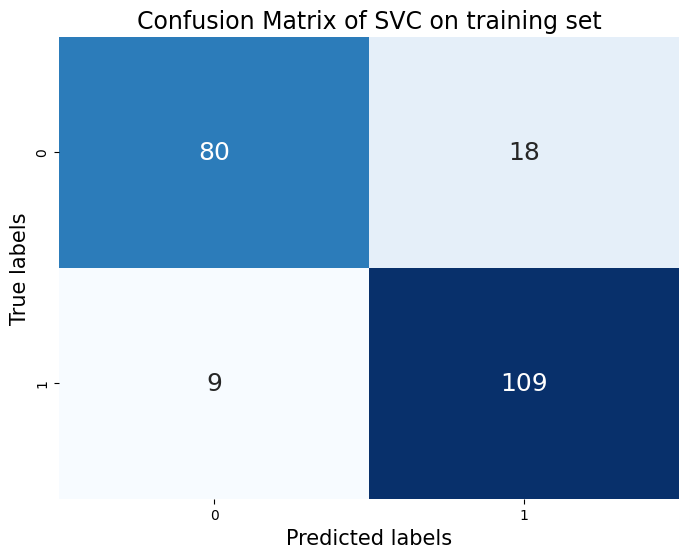 Confusion Matrix of SVC on training set
True labels
0
80
18
1
9
109
0
1
Predicted labels